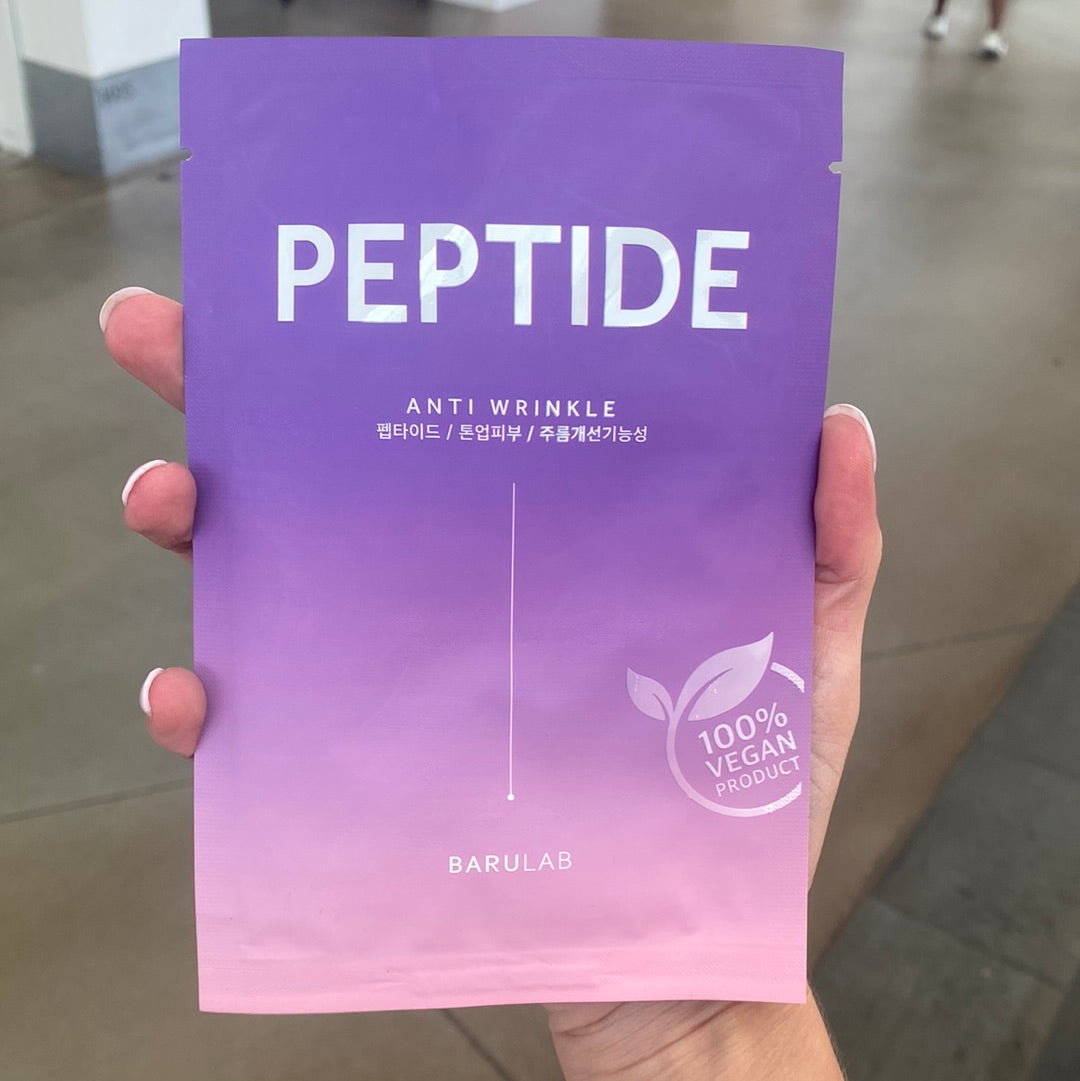 PEPTIDE
ANTI WRINKLE
펩타이드 / 톤업피부 / 주름개선기능성
100%
VEGAN
PRODUCT
BARULAB